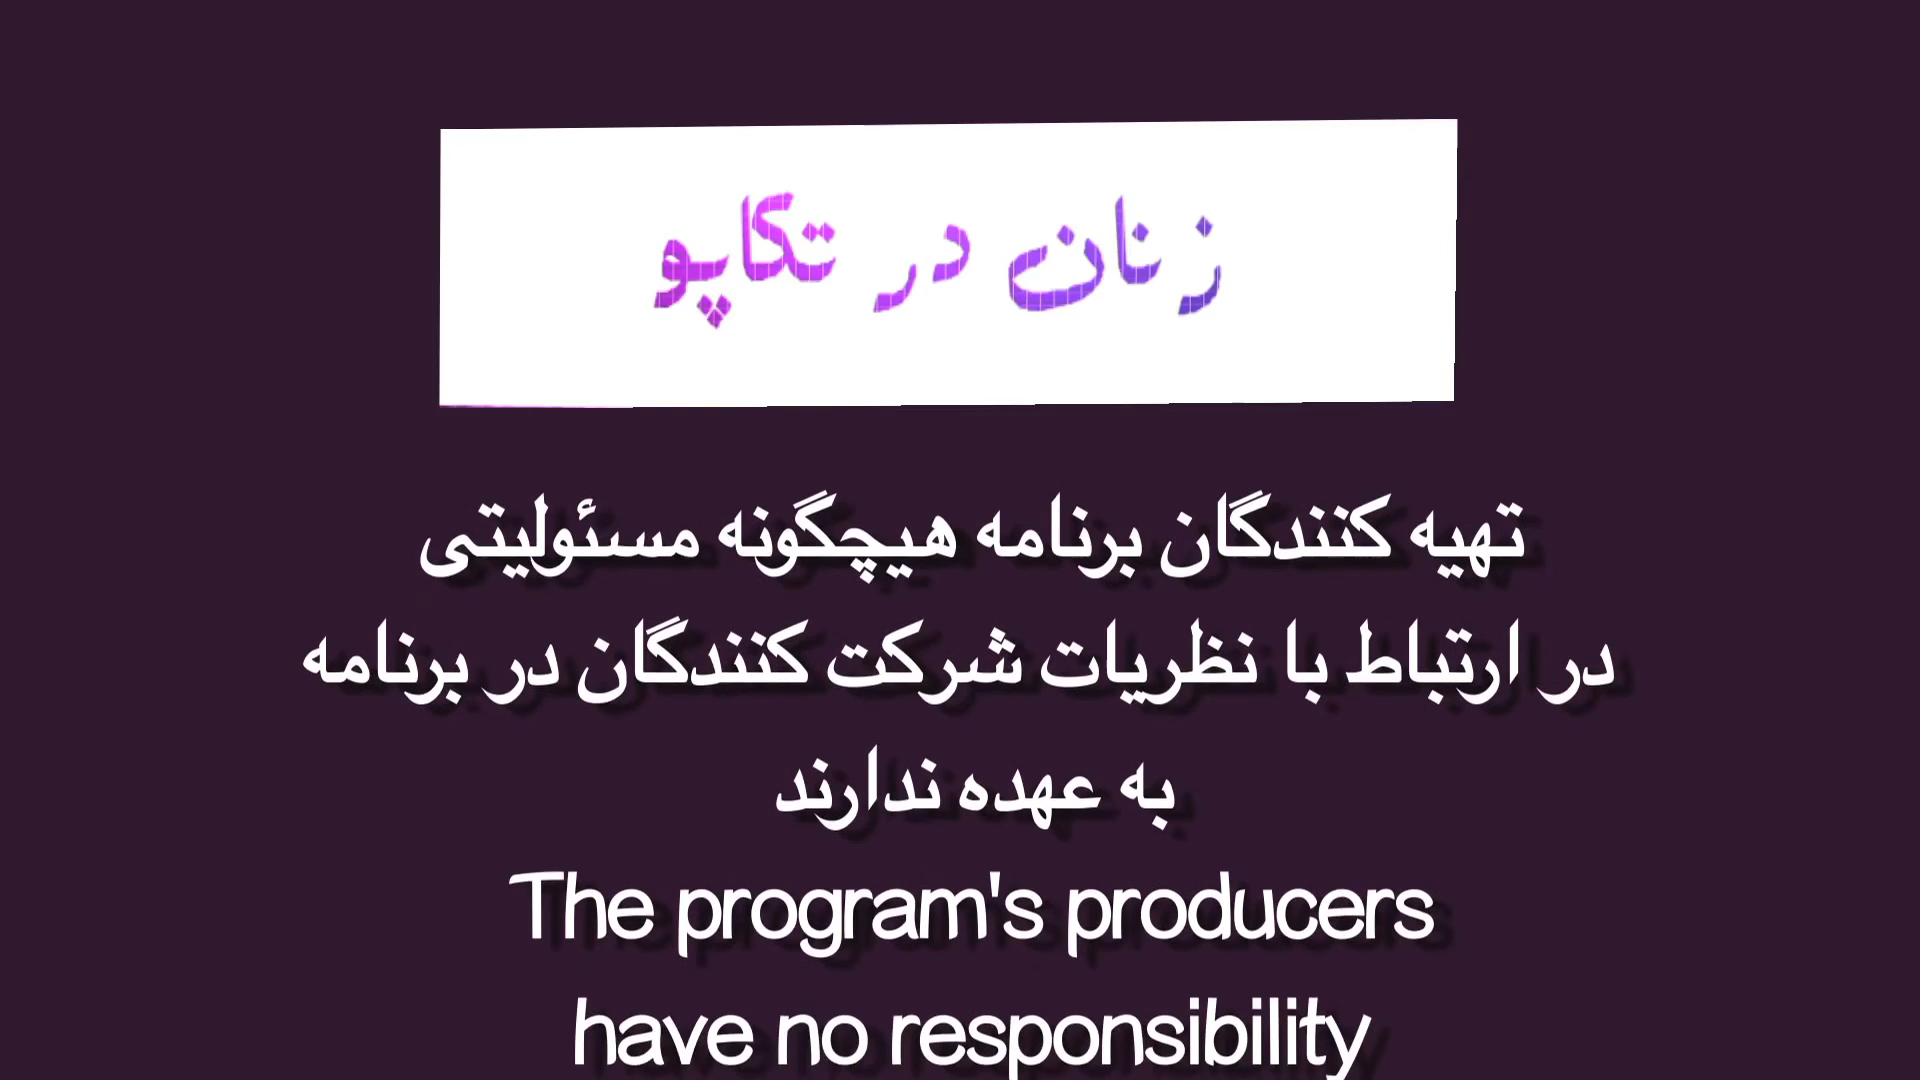 زنان در تکاپو
تهیه کنندگان برنامه هیچگونه مسئولیتی
در ارتباط با نظریات شرکت کنندگان در برنامه
به عهده ندارند
The program's producers
have no responsibility